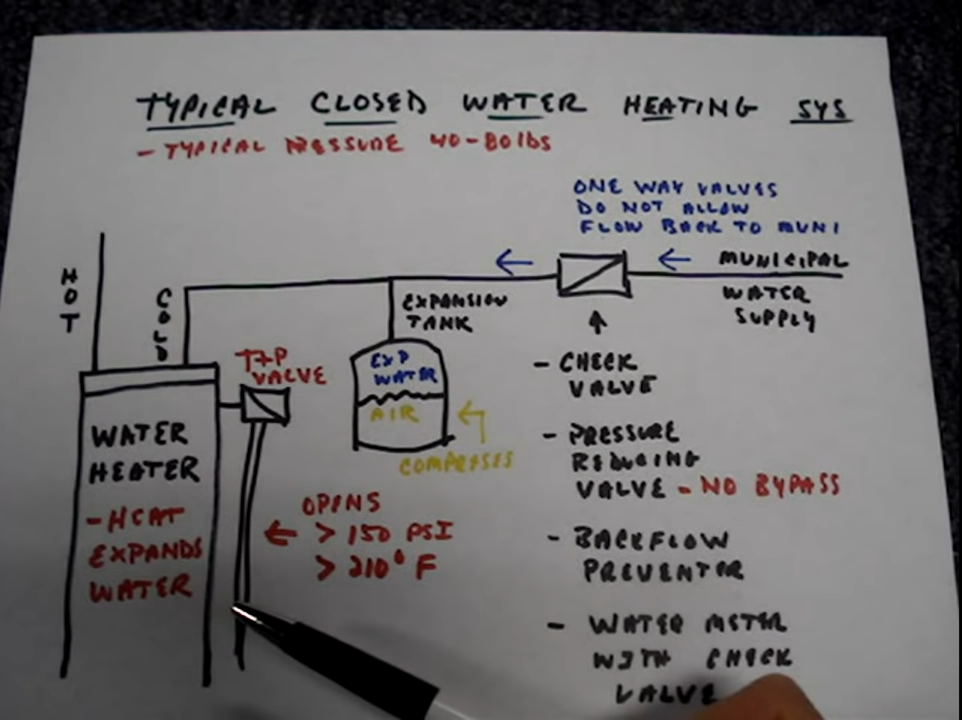 TYPICAL CLOSED WATER HEATING SYS
- TYPICAL PRESSURE 40-80 lbs
ONE WAY VALVES
DO NOT ALLOW
FLOW BACK TO MUNI
MUNICIPAL
WATER
SUPPLY
HOT
COLD
EXPANSION
TANK
T&P
VALVE
EXP
WATER
AIR
COMPRESSES
WATER
HEATER
- HEAT
EXPANDS
WATER
OPENS
> 150 PSI
> 210° F
- CHECK
VALVE
- PRESSURE
REDUCING
VALVE - NO BYPASS
- BACKFLOW
PREVENTER
- WATER METER
WITH CHECK
VALVE